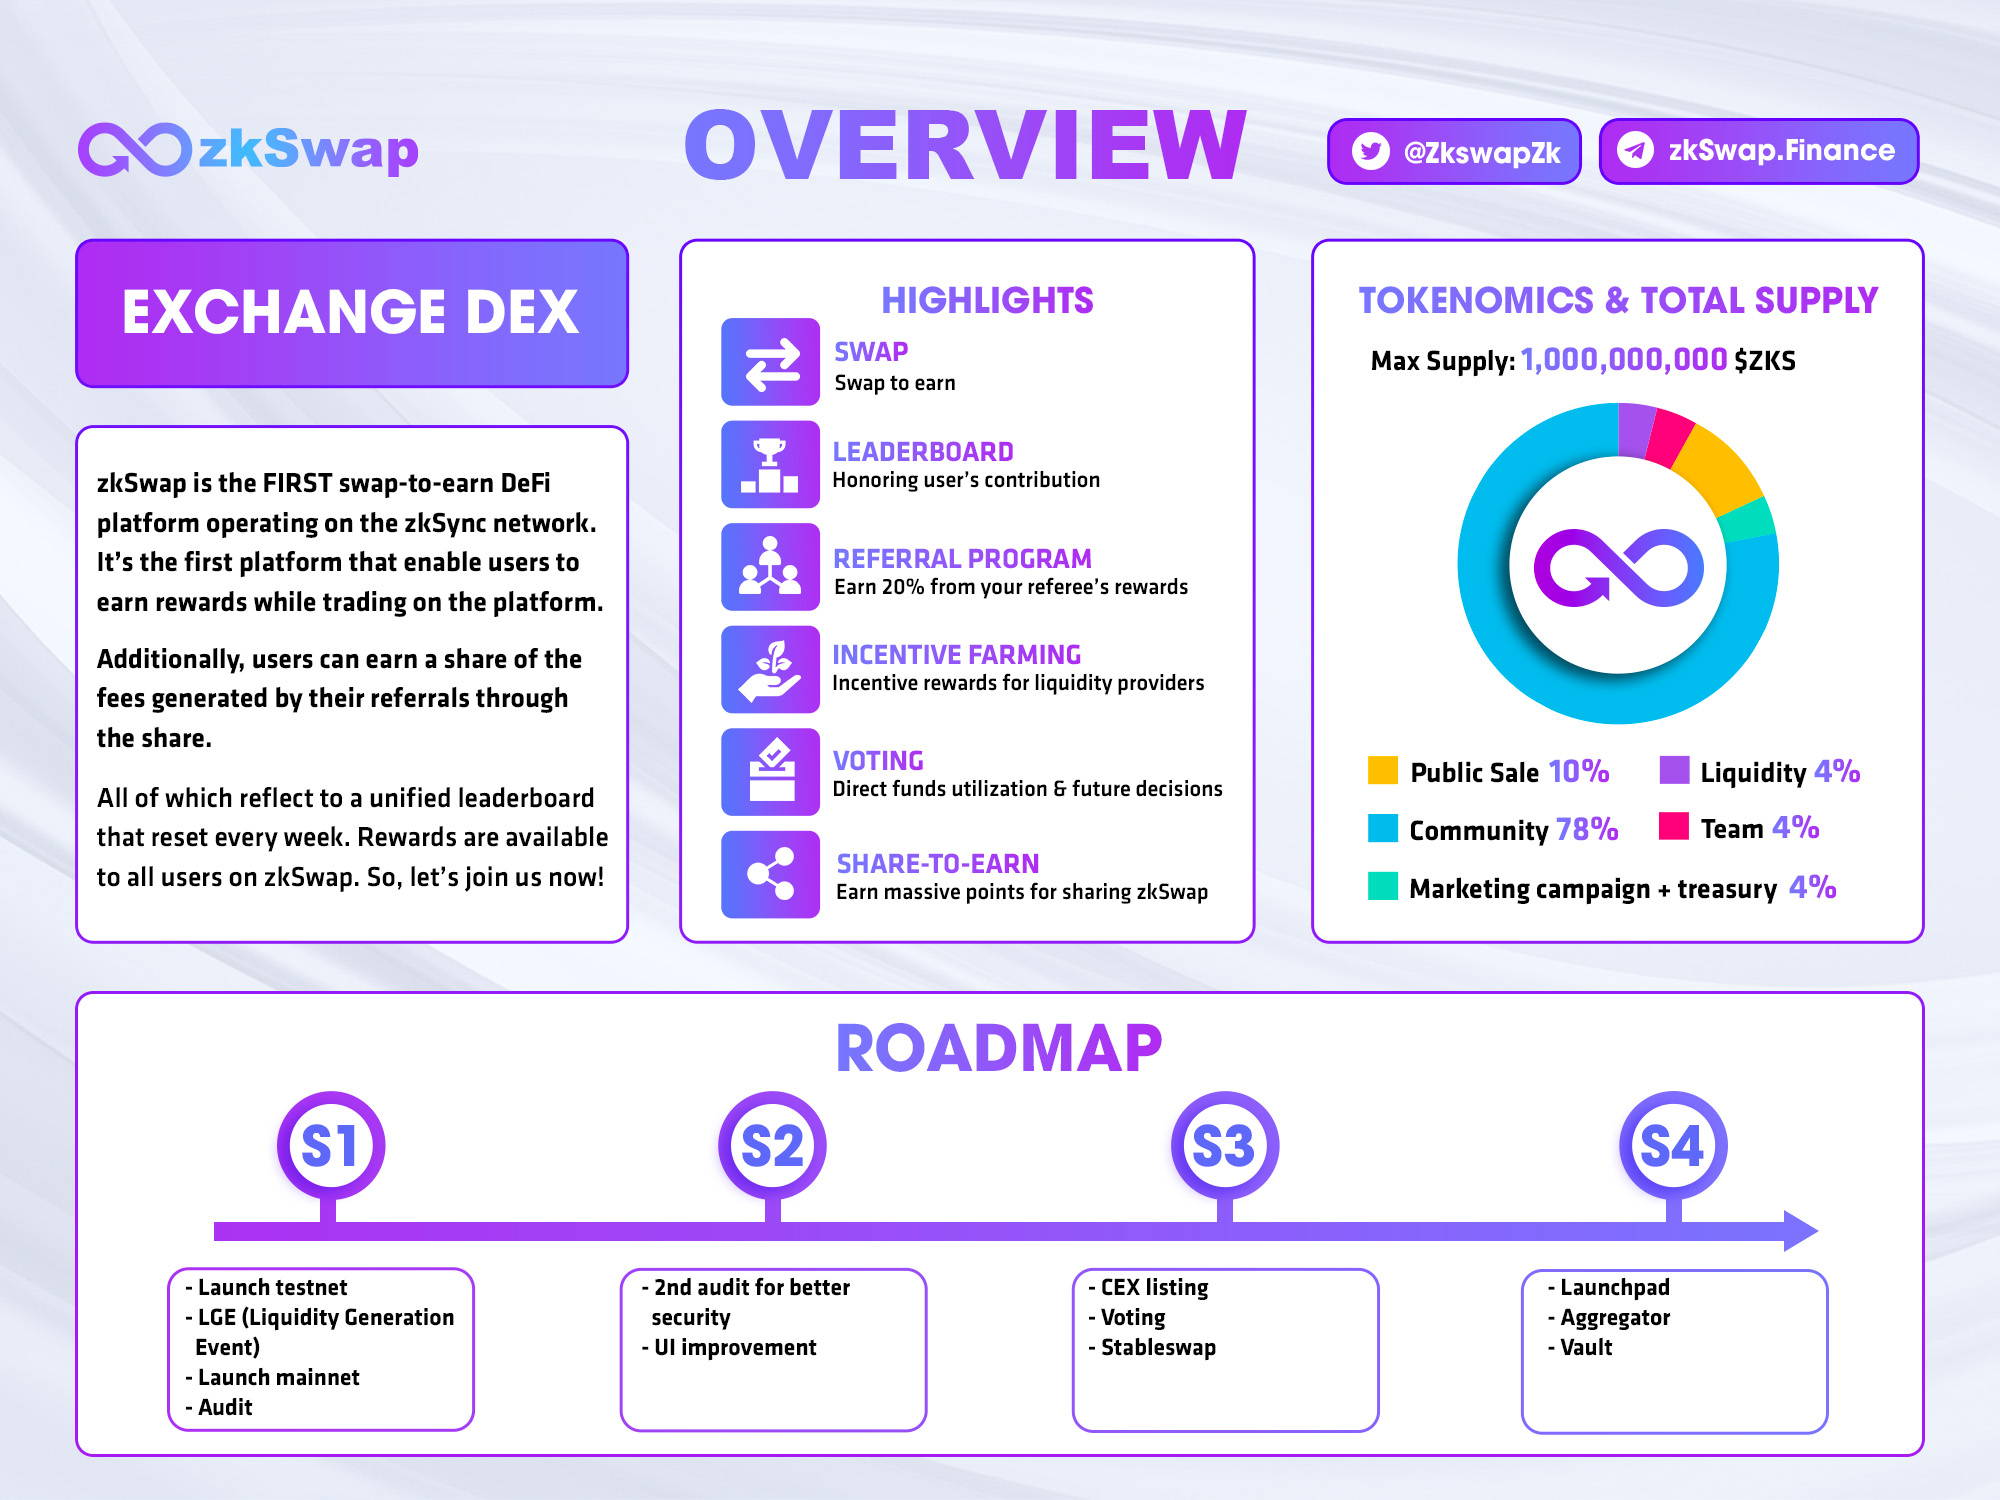 zkSwap
OVERVIEW
@ZkswapZk
zkSwap.Finance
EXCHANGE DEX
zkSwap is the FIRST swap-to-earn DeFi
platform operating on the zkSync network.
It's the first platform that enable users to
earn rewards while trading on the platform.
Additionally, users can earn a share of the
fees generated by their referrals through
the share.
All of which reflect to a unified leaderboard
that reset every week. Rewards are available
to all users on zkSwap. So, let's join us now!
HIGHLIGHTS
SWAP
Swap to earn
LEADERBOARD
Honoring user's contribution
REFERRAL PROGRAM
Earn 20% from your referee's rewards
INCENTIVE FARMING
Incentive rewards for liquidity providers
VOTING
Direct funds utilization & future decisions
SHARE-TO-EARN
Earn massive points for sharing zkSwap
TOKENOMICS & TOTAL SUPPLY
Max Supply: 1,000,000,000 $ZKS
Public Sale 10%
Liquidity 4%
Community 78%
Team 4%
Marketing campaign + treasury 4%
ROADMAP
S1
S2
S3
S4
- Launch testnet
- LGE (Liquidity Generation
Event)
- Launch mainnet
- Audit
- 2nd audit for better
security
- UI improvement
- CEX listing
- Voting
- Stableswap
- Launchpad
- Aggregator
- Vault